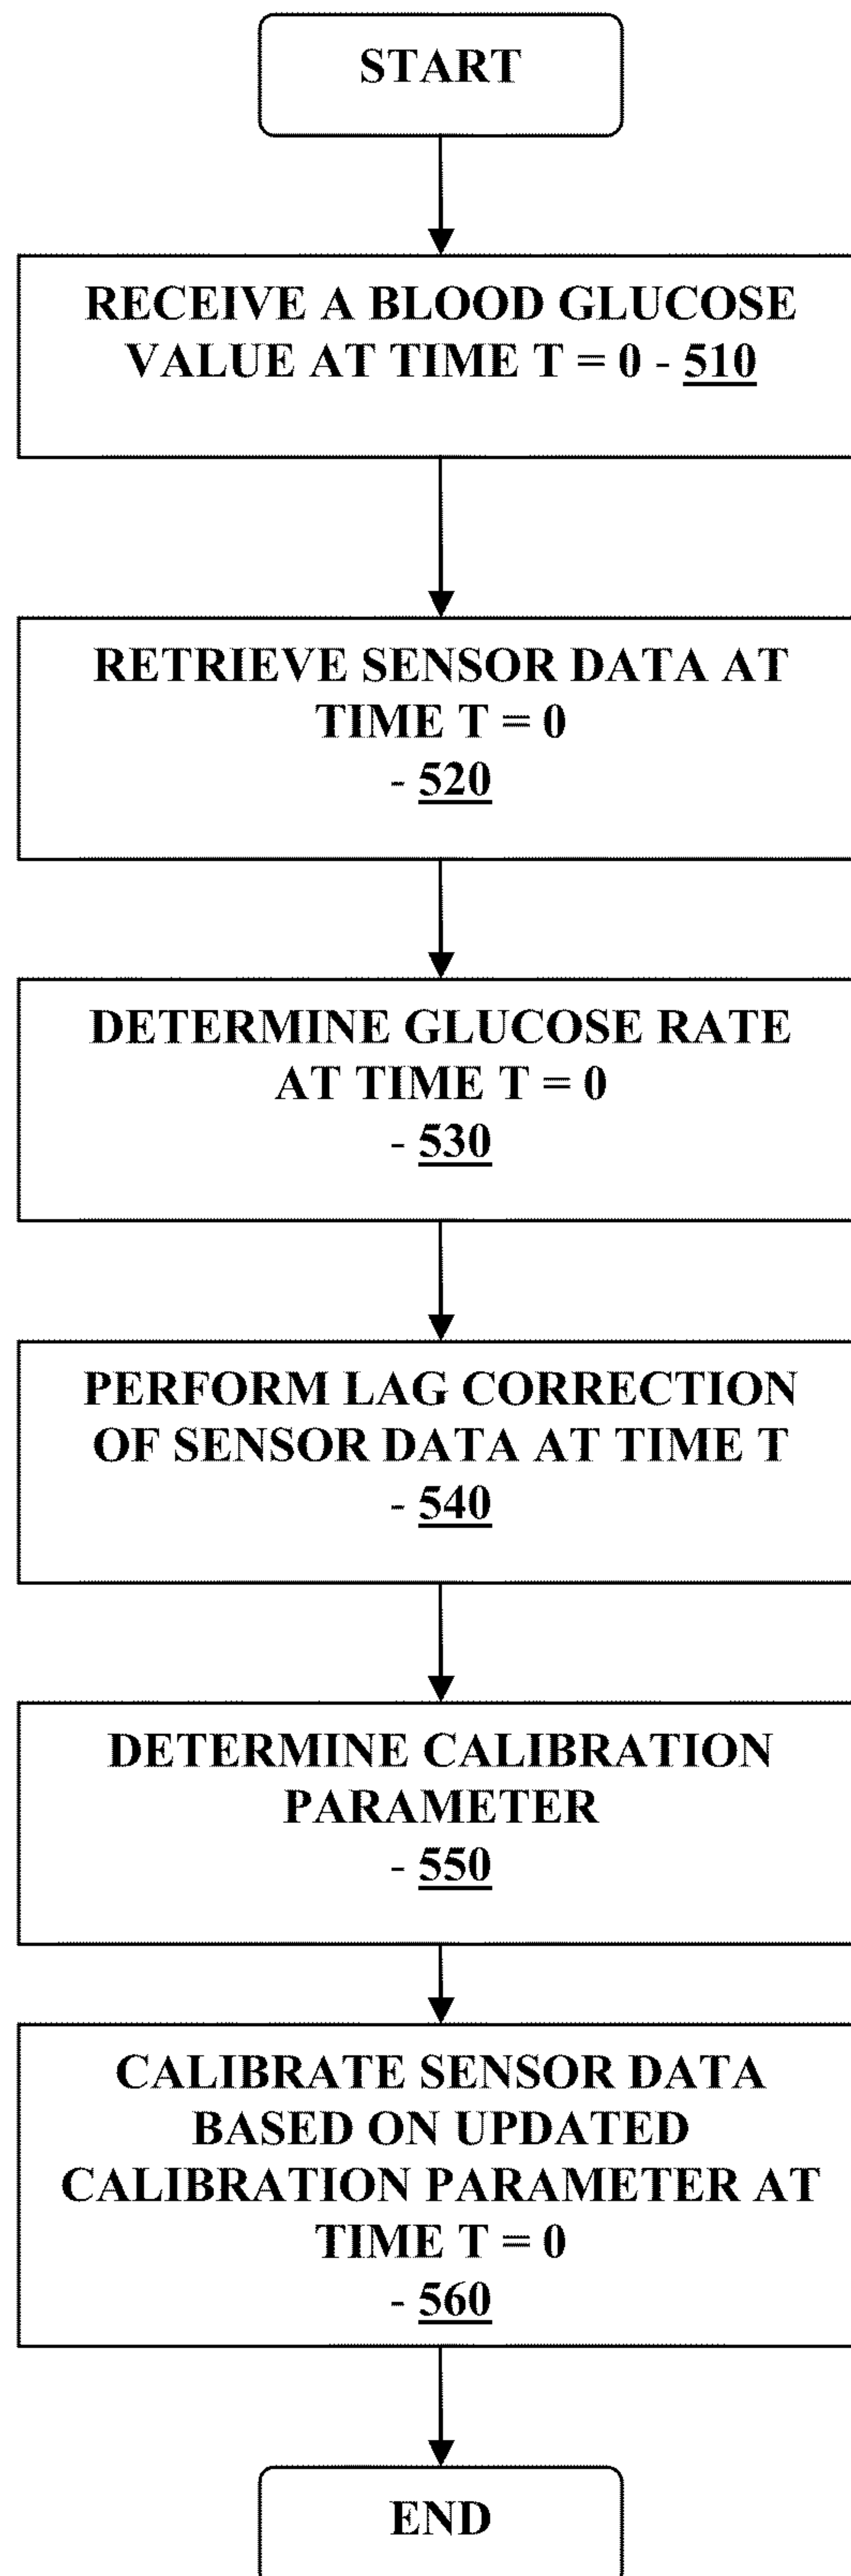 START
RECEIVE A BLOOD GLUCOSE
VALUE AT TIME T = 0 - 510
RETRIEVE SENSOR DATA AT
TIME T = 0
- 520
DETERMINE GLUCOSE RATE
AT TIME T = 0
- 530
PERFORM LAG CORRECTION
OF SENSOR DATA AT TIME T
- 540
DETERMINE CALIBRATION
PARAMETER
- 550
CALIBRATE SENSOR DATA
BASED ON UPDATED
CALIBRATION PARAMETER AT
TIME T = 0
- 560
END